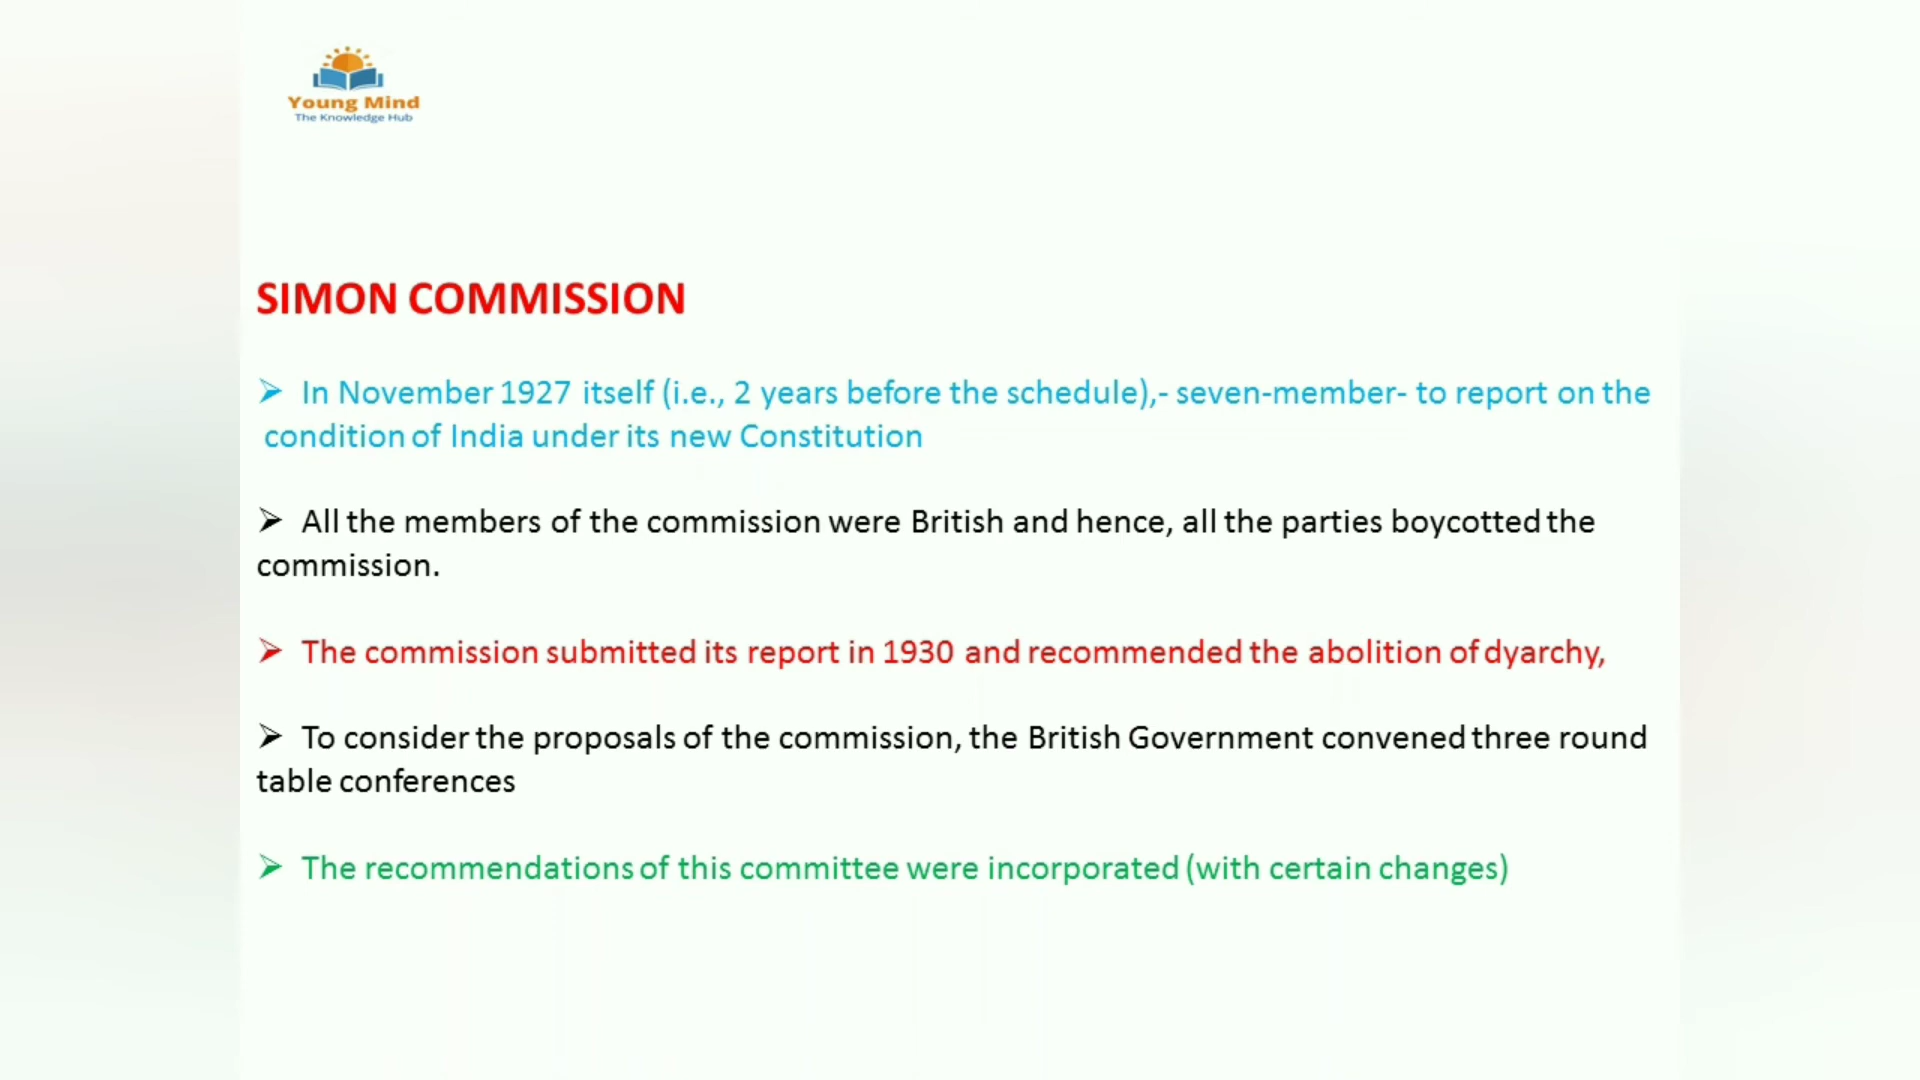 Young Mind
The Knowledge Hub
SIMON COMMISSION
➢ In November 1927 itself (i.e., 2 years before the schedule),- seven-member- to report on the
condition of India under its new Constitution
➢ All the members of the commission were British and hence, all the parties boycotted the
commission.
➢ The commission submitted its report in 1930 and recommended the abolition of dyarchy,
➢ To consider the proposals of the commission, the British Government convened three round
table conferences
➢ The recommendations of this committee were incorporated (with certain changes)